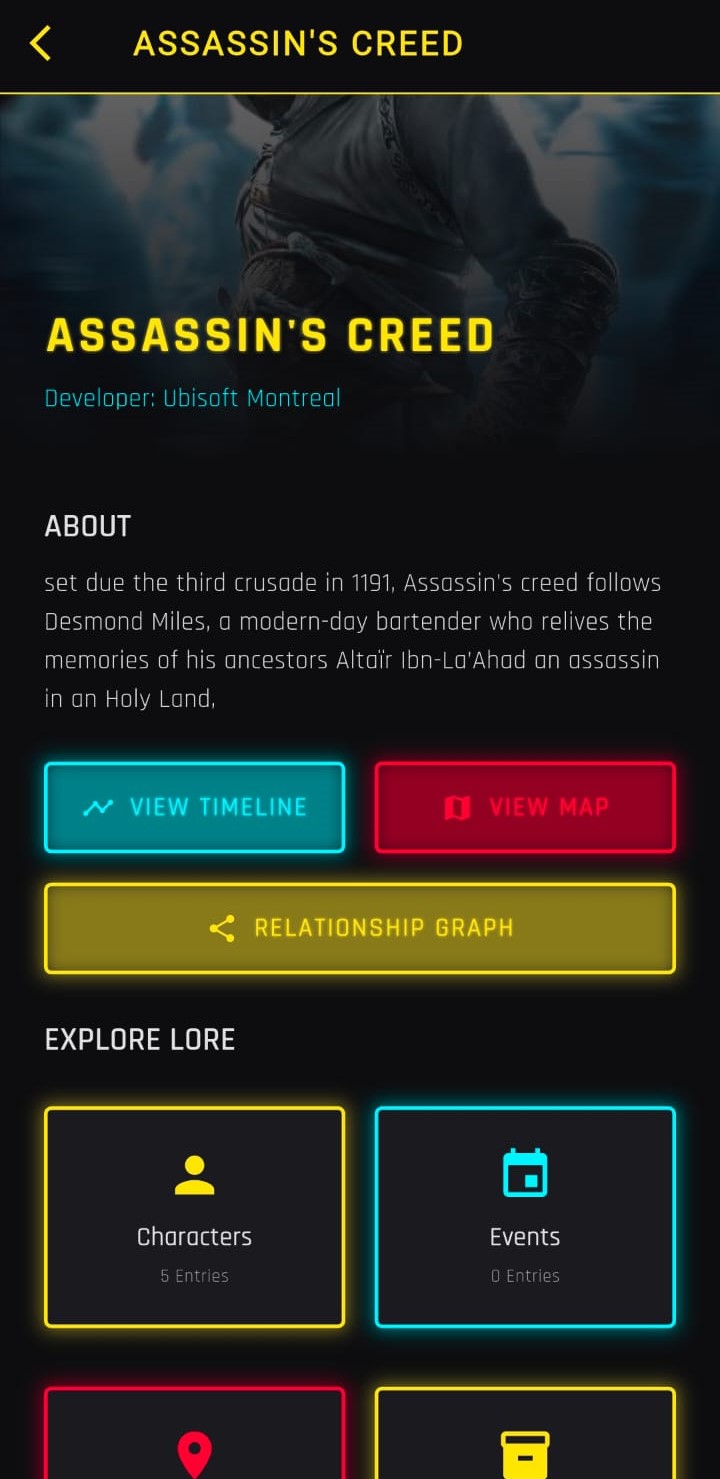 ASSASSIN'S CREED
ASSASSIN'S CREED
Developer: Ubisoft Montreal
ABOUT
set due the third crusade in 1191, Assassin's creed follows
Desmond Miles, a modern-day bartender who relives the
memories of his ancestors Altaïr Ibn-La'Ahad an assassin
in an Holy Land,
VIEW TIMELINE
VIEW MAP
RELATIONSHIP GRAPH
EXPLORE LORE
Characters
5 Entries
Events
0 Entries